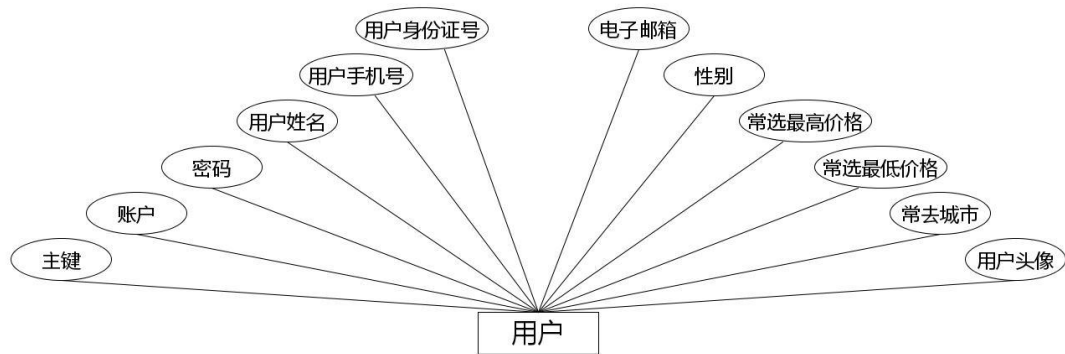 用户身份证号
电子邮箱
用户手机号
性别
用户姓名
常选最高价格
密码
常选最低价格
账户
常去城市
主键
用户头像
用户